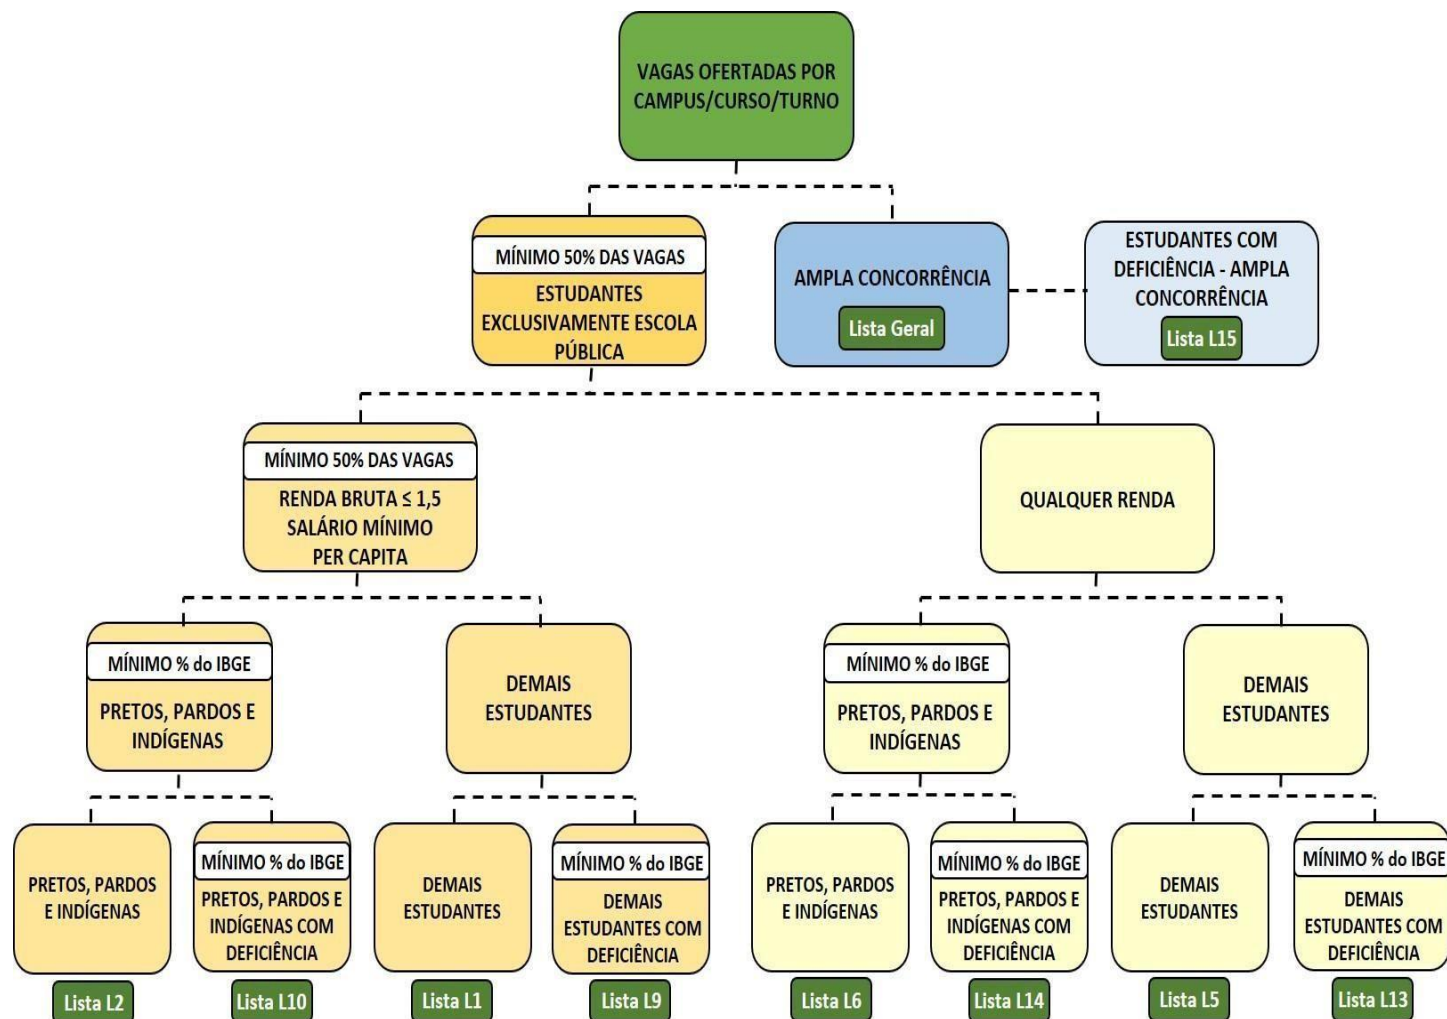 VAGAS OFERTADAS POR
CAMPUS/CURSO/TURNO
MÍNIMO 50% DAS VAGAS
ESTUDANTES
EXCLUSIVAMENTE ESCOLA
PÚBLICA
AMPLA CONCORRÊNCIA
Lista Geral
ESTUDANTES COM
DEFICIÊNCIA - AMPLA
CONCORRÊNCIA
Lista L15
MÍNIMO 50% DAS VAGAS
RENDA BRUTA ≤ 1,5
SALÁRIO MÍNIMO
PER CAPITA
QUALQUER RENDA
MÍNIMO % do IBGE
PRETOS, PARDOS E
INDÍGENAS
DEMAIS
ESTUDANTES
MÍNIMO % do IBGE
PRETOS, PARDOS E
INDÍGENAS
DEMAIS
ESTUDANTES
PRETOS, PARDOS
E INDÍGENAS
Lista L2
MÍNIMO % do IBGE
PRETOS, PARDOS E
INDÍGENAS COM
DEFICIÊNCIA
Lista L10
DEMAIS
ESTUDANTES
Lista L1
MÍNIMO % do IBGE
DEMAIS
ESTUDANTES COM
DEFICIÊNCIA
Lista L9
PRETOS, PARDOS
E INDÍGENAS
Lista L6
MÍNIMO % do IBGE
PRETOS, PARDOS E
INDÍGENAS COM
DEFICIÊNCIA
Lista L14
DEMAIS
ESTUDANTES
Lista L5
MÍNIMO % do IBGE
DEMAIS
ESTUDANTES COM
DEFICIÊNCIA
Lista L13